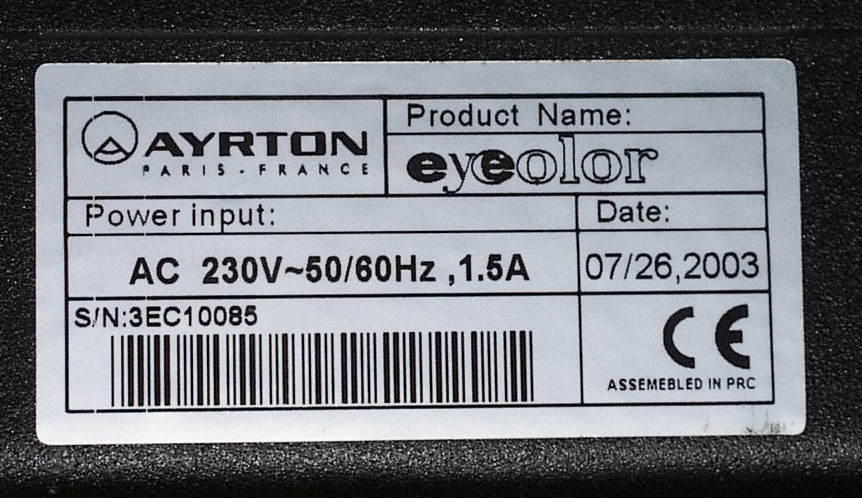 AYRTON
PARIS - FRANCE
Product Name:
eyeolor
Power input:
Date:
AC 230V~50/60Hz ,1.5A
07/26,2003
S/N:3EC10085
CE
ASSEMEBLED IN PRC